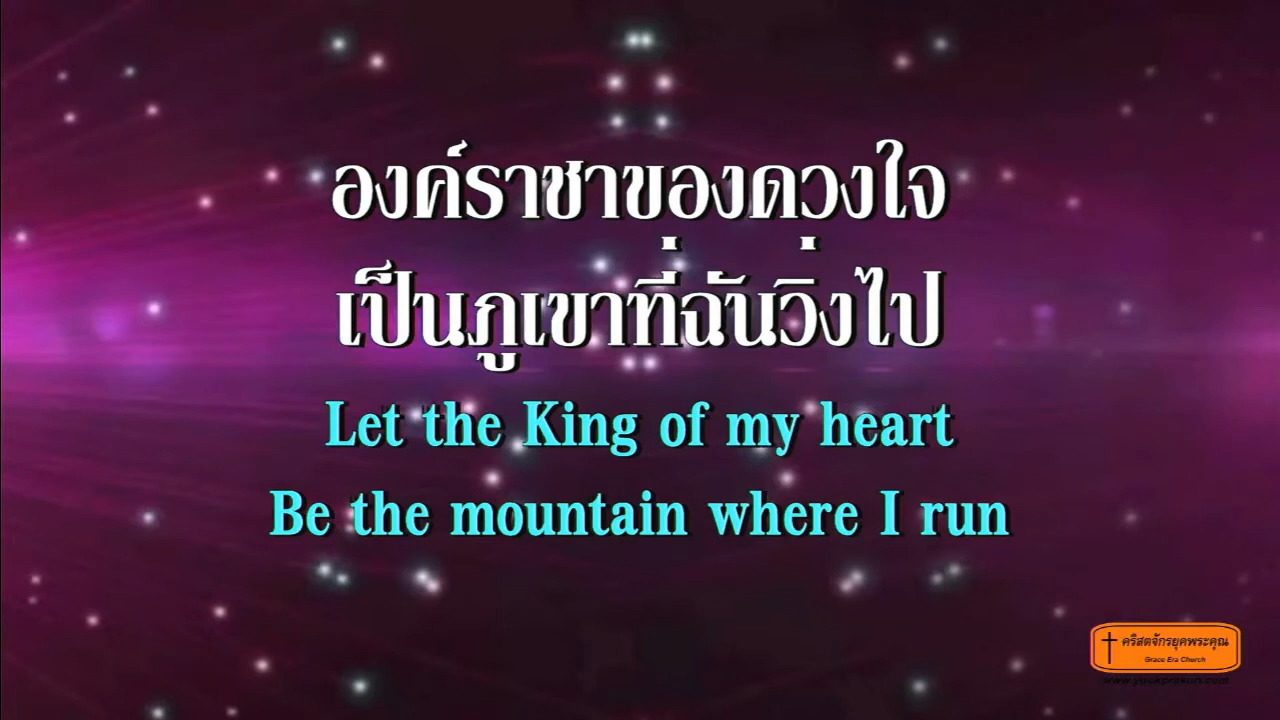 องค์ราชาของดวงใจ
เป็นภูเขาที่ฉันวิ่งไป
Let the King of my heart
Be the mountain where I run
คริสตจักรยุคพระคุณ
Grace Era Church